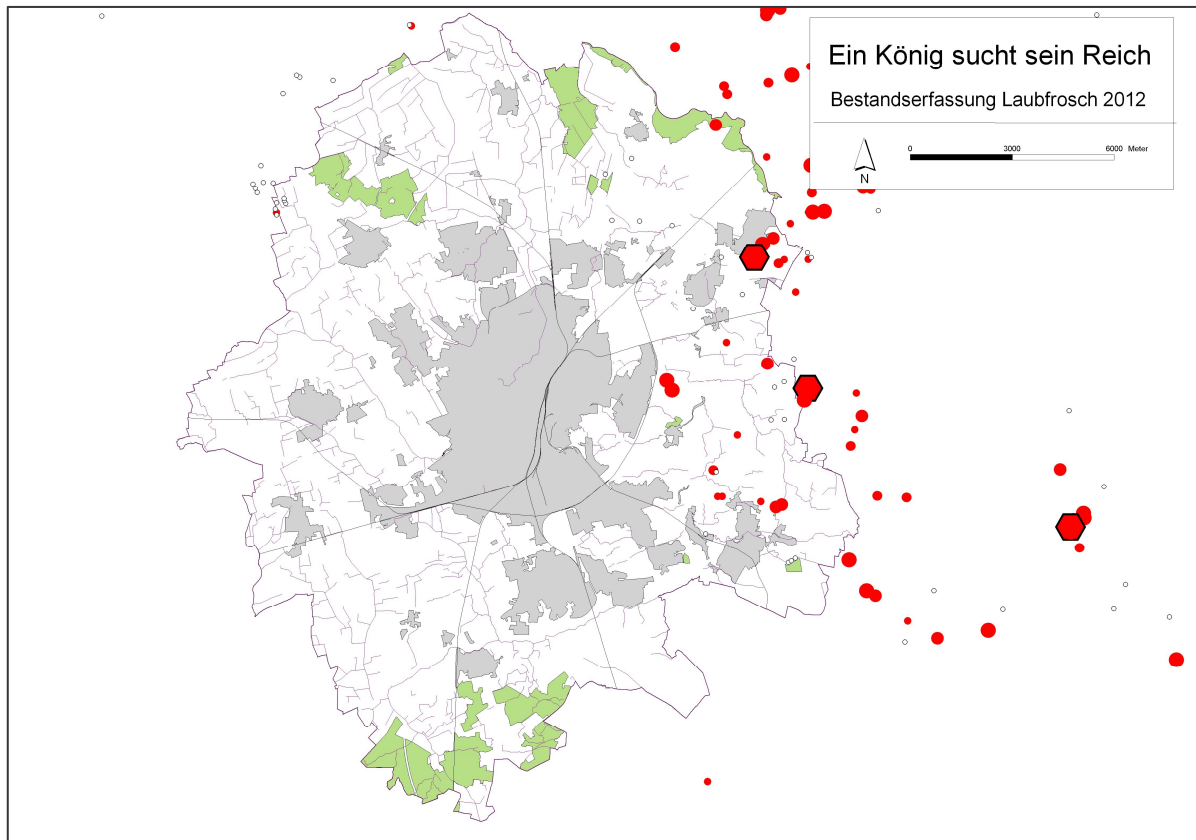 Ein König sucht sein Reich
Bestandserfassung Laubfrosch 2012
N
0 3000 6000 Meter